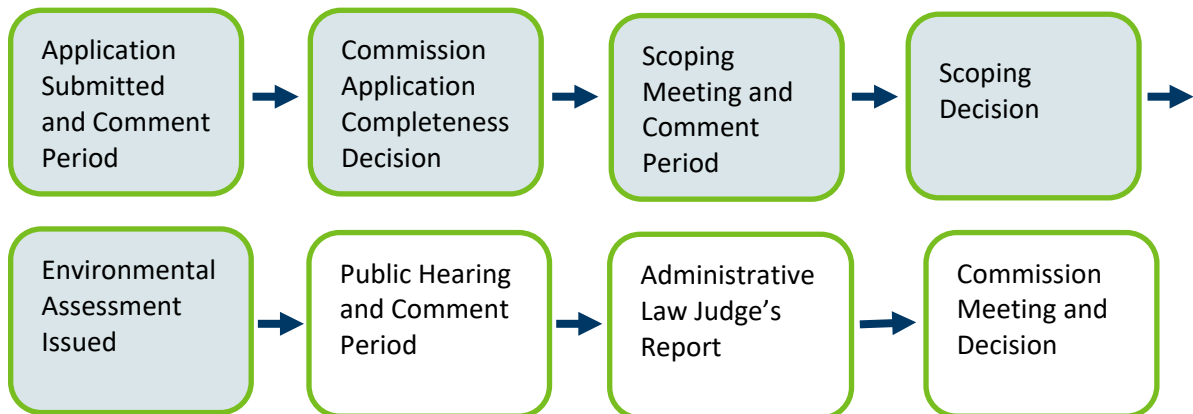 Application
Submitted
and Comment
Period
Commission
Application
Completeness
Decision
Scoping
Meeting and
Comment
Period
Scoping
Decision
Environmental
Assessment
Issued
Public Hearing
and Comment
Period
Administrative
Law Judge’s
Report
Commission
Meeting and
Decision